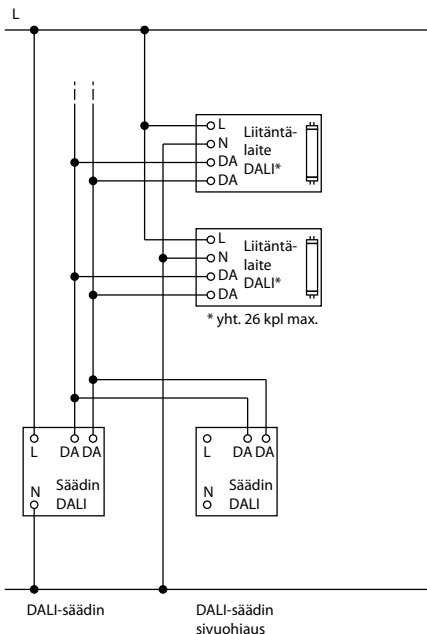 L
L
N
DA
DA
Liitäntä-
laite
DALI*
L
N
DA
DA
Liitäntä-
laite
DALI*
* yht. 26 kpl max.
L DA DA
N
Säädin
DALI
L DA DA
N
Säädin
DALI
DALI-säädin
DALI-säädin
sivuohjaus